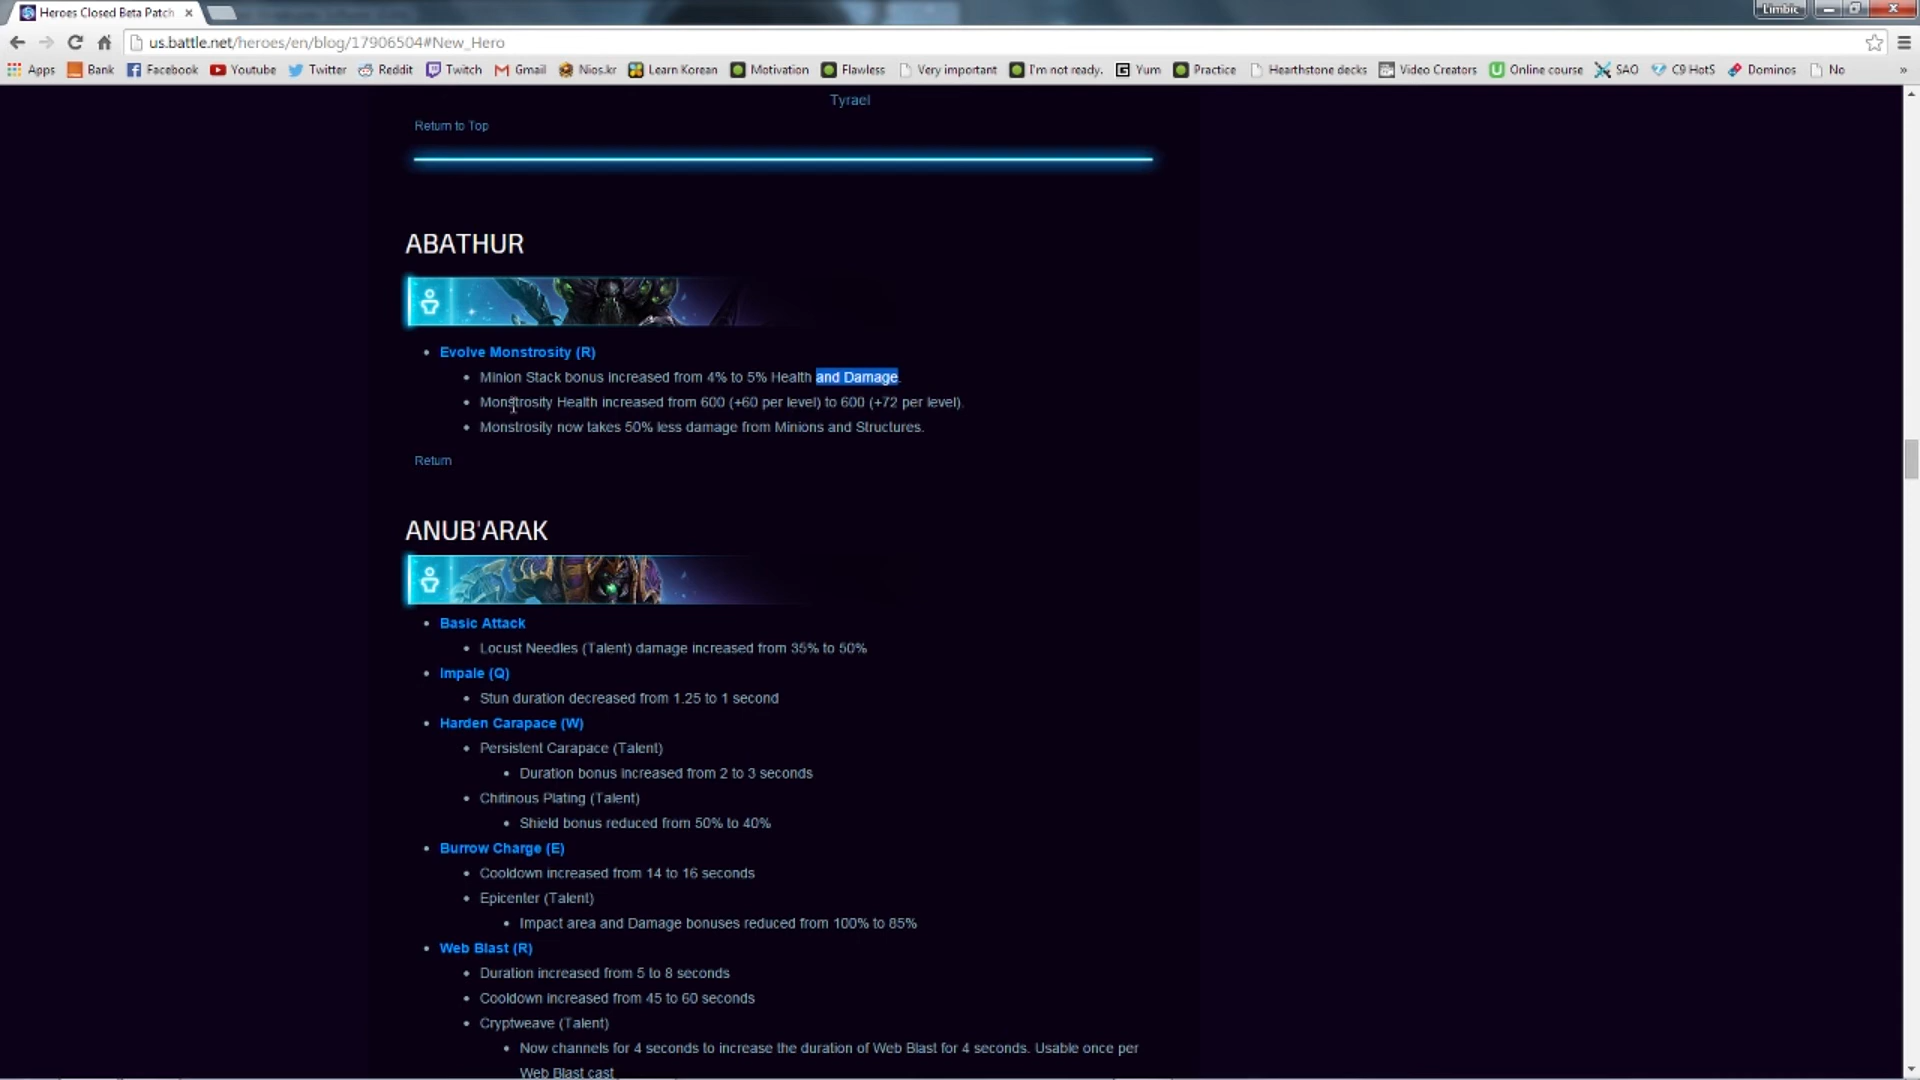 Heroes Closed Beta Patch
Limbic
us.battle.net/heroes/en/blog/17906504#New_Hero
Apps Bank Facebook Youtube Twitter Reddit Twitch Gmail Nios.kr Learn Korean Motivation Flawless Very important I'm not ready. Yum Practice Hearthstone decks Video Creators Online course SAO C9 HotS Dominos No »
Tyrael
Return to Top
ABATHUR
Evolve Monstrosity (R)
Minion Stack bonus increased from 4% to 5% Health and Damage.
Monstrosity Health increased from 600 (+60 per level) to 600 (+72 per level).
Monstrosity now takes 50% less damage from Minions and Structures.
Return
ANUB'ARAK
Basic Attack
Locust Needles (Talent) damage increased from 35% to 50%
Impale (Q)
Stun duration decreased from 1.25 to 1 second
Harden Carapace (W)
Persistent Carapace (Talent)
Duration bonus increased from 2 to 3 seconds
Chitinous Plating (Talent)
Shield bonus reduced from 50% to 40%
Burrow Charge (E)
Cooldown increased from 14 to 16 seconds
Epicenter (Talent)
Impact area and Damage bonuses reduced from 100% to 85%
Web Blast (R)
Duration increased from 5 to 8 seconds
Cooldown increased from 45 to 60 seconds
Cryptweave (Talent)
Now channels for 4 seconds to increase the duration of Web Blast for 4 seconds. Usable once per
Web Blast cast